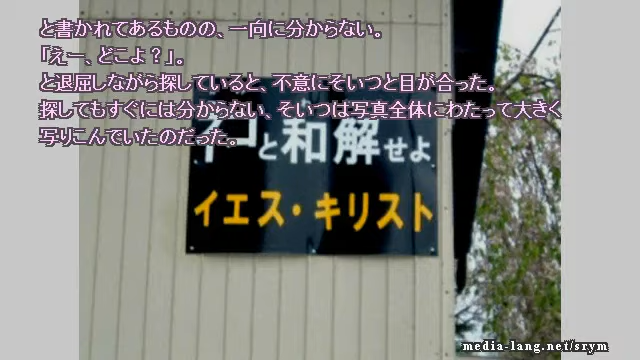 と書かれてあるものの、一向に分からない。
「えー、どこよ？」。
と退屈しながら探していると、不意にそいつと目が合った。
探してもすぐには分からない、そいつは写真全体にわたって大きく
写りこんでいたのだった。
ネコと和解せよ
イエス・キリスト
media-lang.net/srym